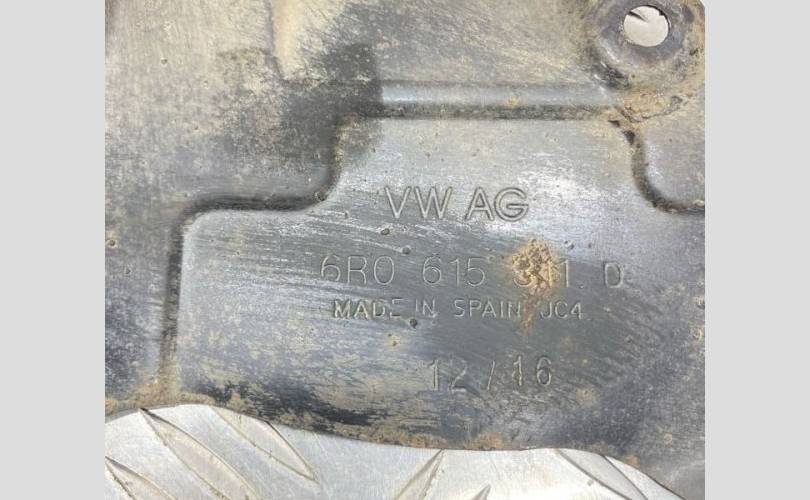 VW AG
6R0 615 311 D
MADE IN SPAIN JC4
12/16